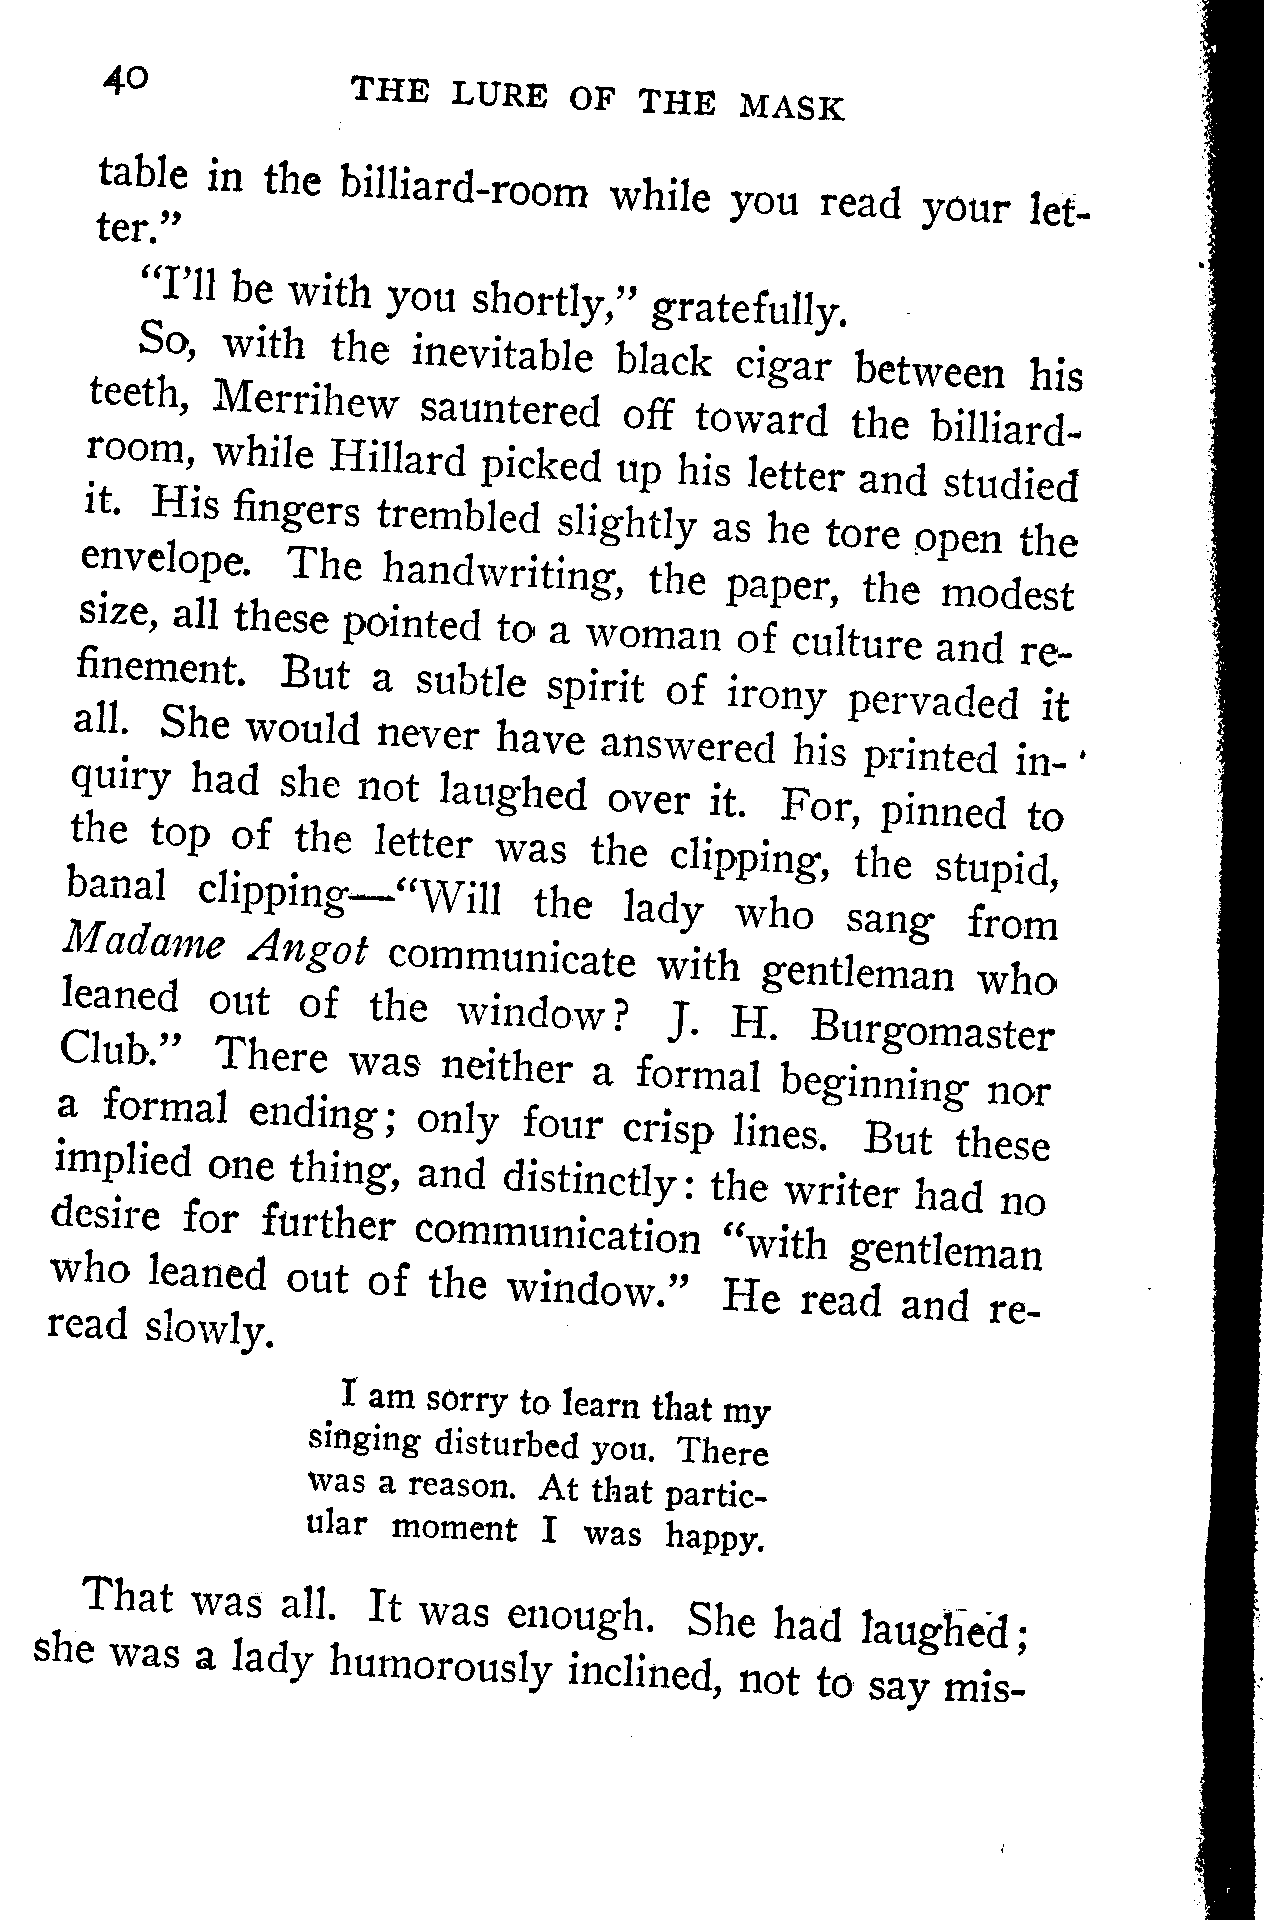 40 THE LURE OF THE MASK
table in the billiard-room while you read your let-
ter.”
“I’ll be with you shortly,” gratefully.
So, with the inevitable black cigar between his
teeth, Merrihew sauntered off toward the billiard-
room, while Hillard picked up his letter and studied
it. His fingers trembled slightly as he tore open the
envelope. The handwriting, the paper, the modest
size, all these pointed to a woman of culture and re-
finement. But a subtle spirit of irony pervaded it
all. She would never have answered his printed in-
quiry had she not laughed over it. For, pinned to
the top of the letter was the clipping, the stupid,
banal clipping—“Will the lady who sang from
Madame Angot communicate with gentleman who
leaned out of the window? J. H. Burgomaster
Club.” There was neither a formal beginning nor
a formal ending; only four crisp lines. But these
implied one thing, and distinctly: the writer had no
desire for further communication “with gentleman
who leaned out of the window.” He read and re-
read slowly.
I am sorry to learn that my
singing disturbed you. There
was a reason. At that partic-
ular moment I was happy.
That was all. It was enough. She had laughed;
she was a lady humorously inclined, not to say mis-